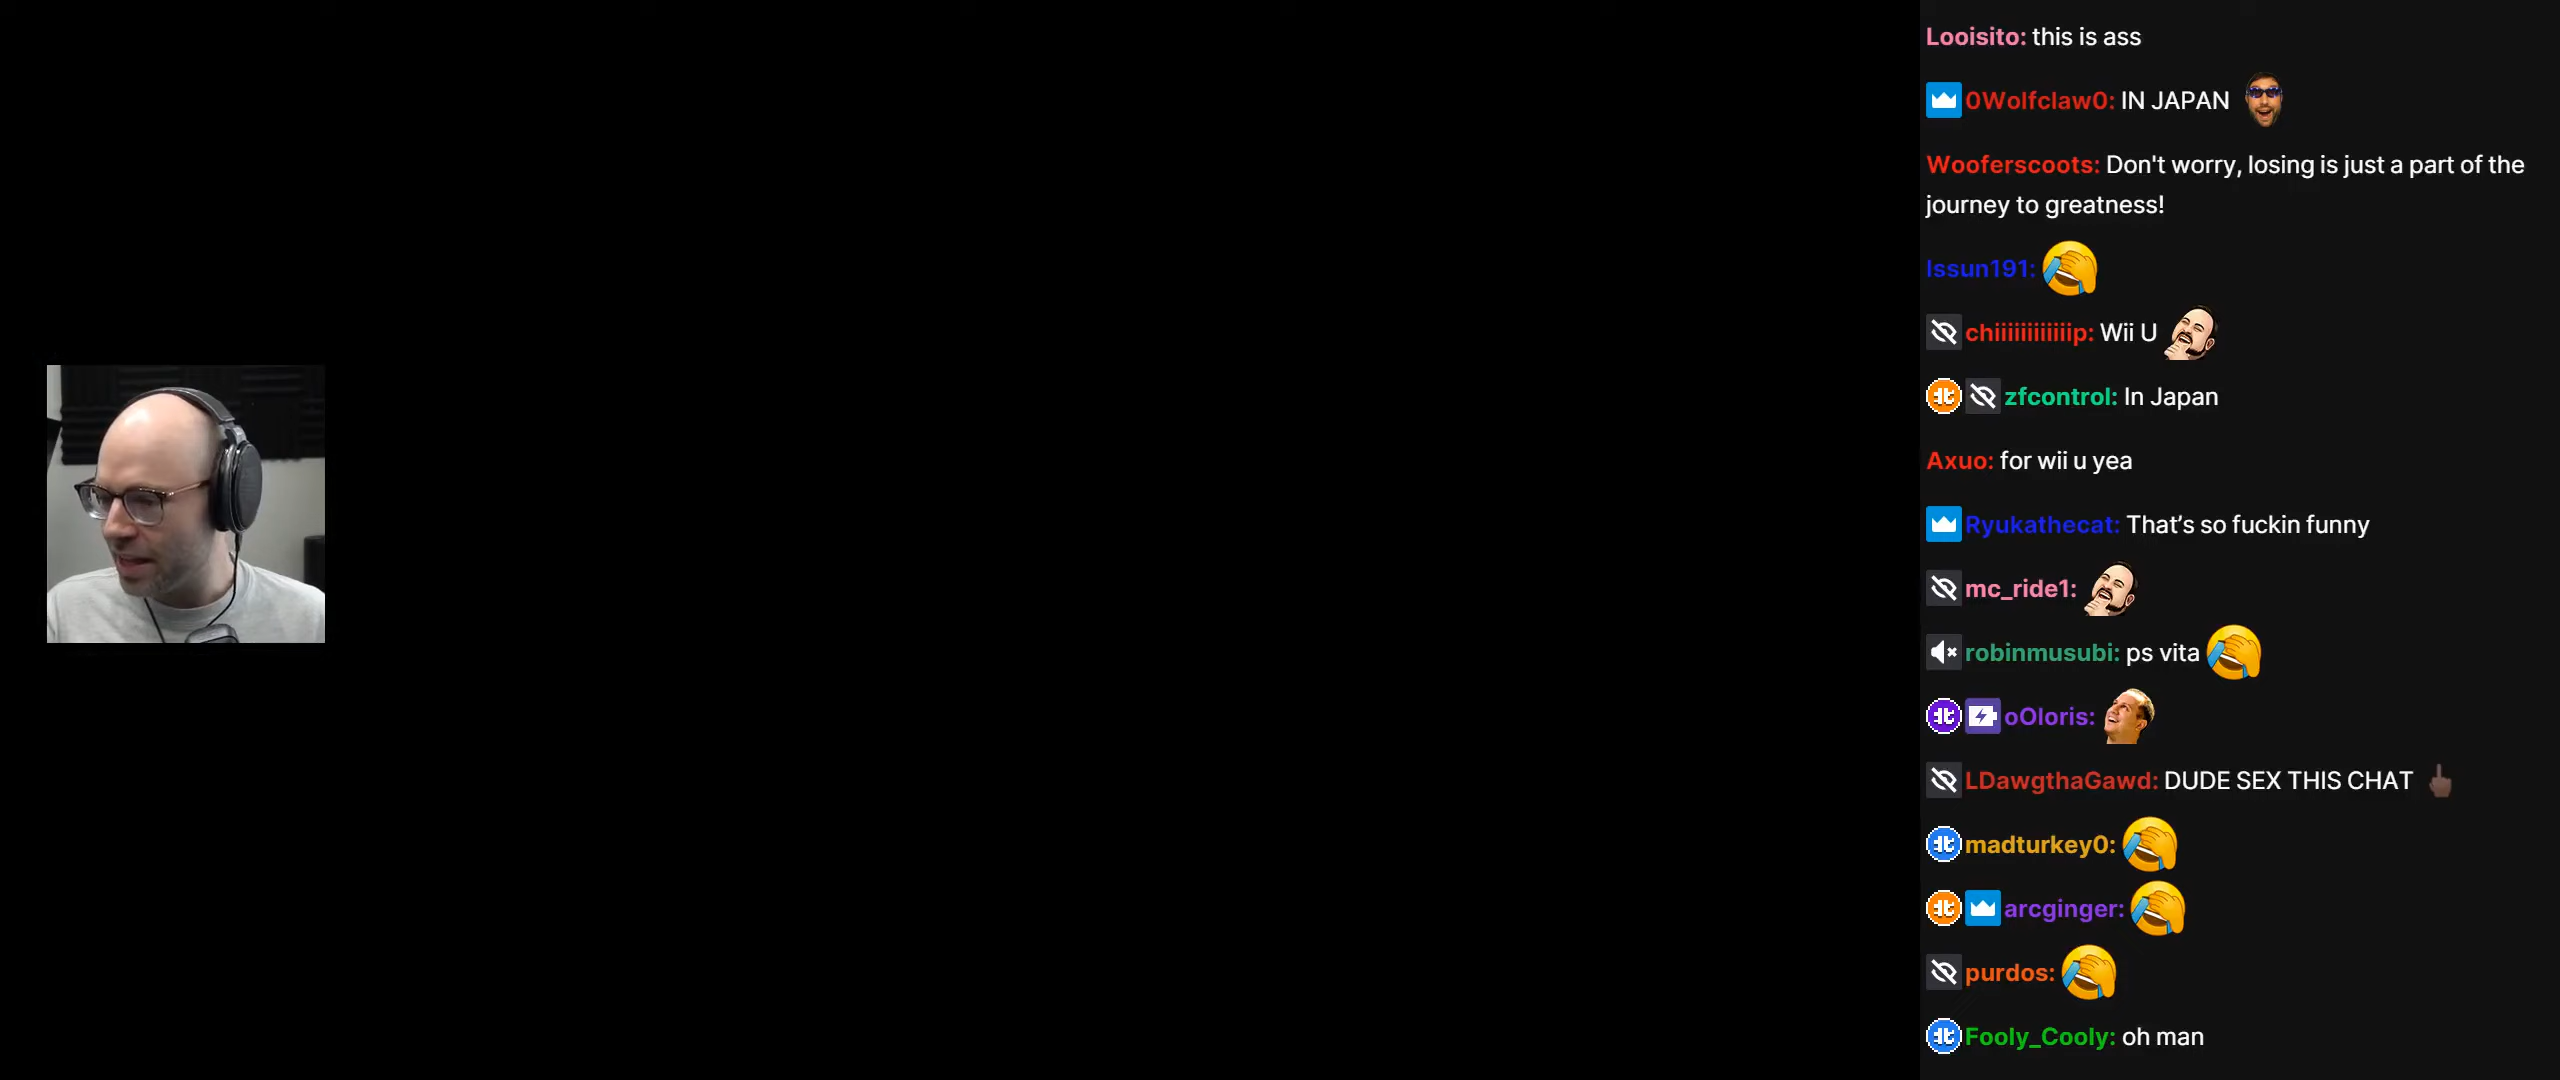 Looisito: this is ass
0Wolfclaw0: IN JAPAN
Wooferscoots: Don't worry, losing is just a part of the
journey to greatness!
Issun191:
chiiiiiiiiiiiip: Wii U
zfcontrol: In Japan
Axuo: for wii u yea
Ryukathecat: That’s so fuckin funny
mc_ride1:
robinmusubi: ps vita
oOloris:
LDawgthaGawd: DUDE SEX THIS CHAT
madturkey0:
arcginger:
purdos:
Fooly_Cooly: oh man